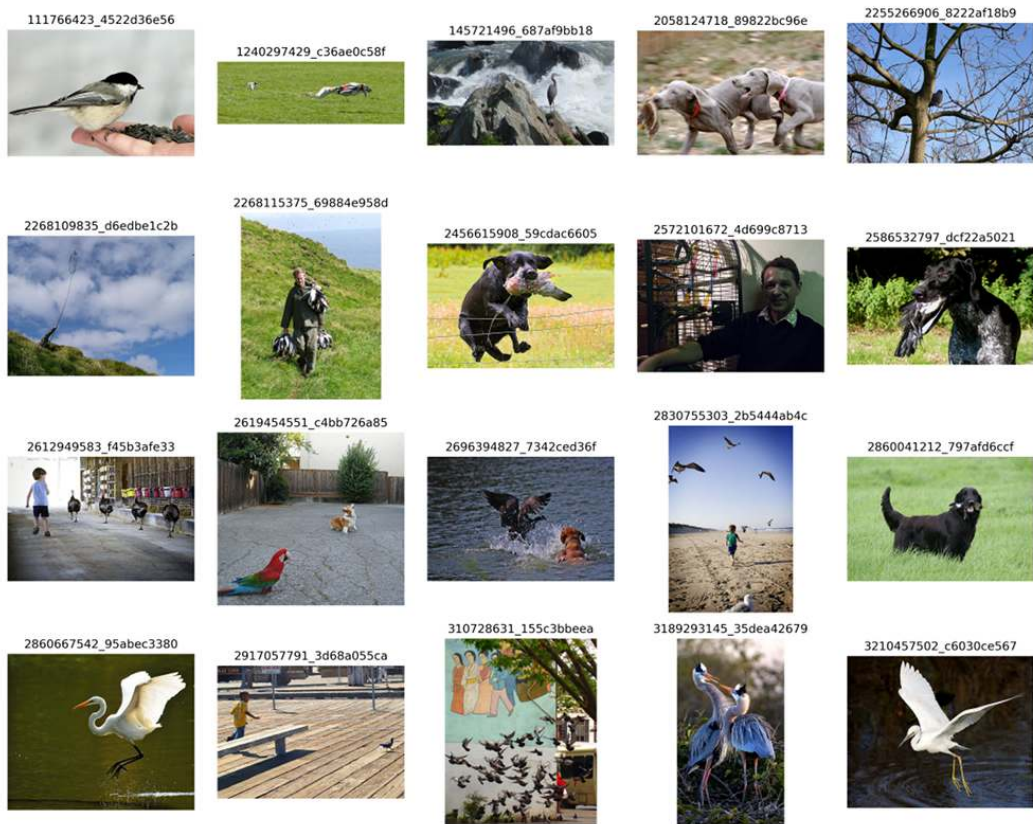 111766423_4522d36e56
1240297429_c36ae0c58f
145721496_687af9bb18
2058124718_89822bc96e
2255266906_8222af18b9
2268109835_d6edbe1c2b
2268115375_69884e958d
2456615908_59cdac6605
2572101672_4d699c8713
2586532797_dcf22a5021
2612949583_f45b3afe33
2619454551_c4bb726a85
2696394827_7342ced36f
2830755303_2b5444ab4c
2860041212_797afd6ccf
2860667542_95abec3380
2917057791_3d68a055ca
310728631_155c3bbeea
3189293145_35dea42679
3210457502_c6030ce567